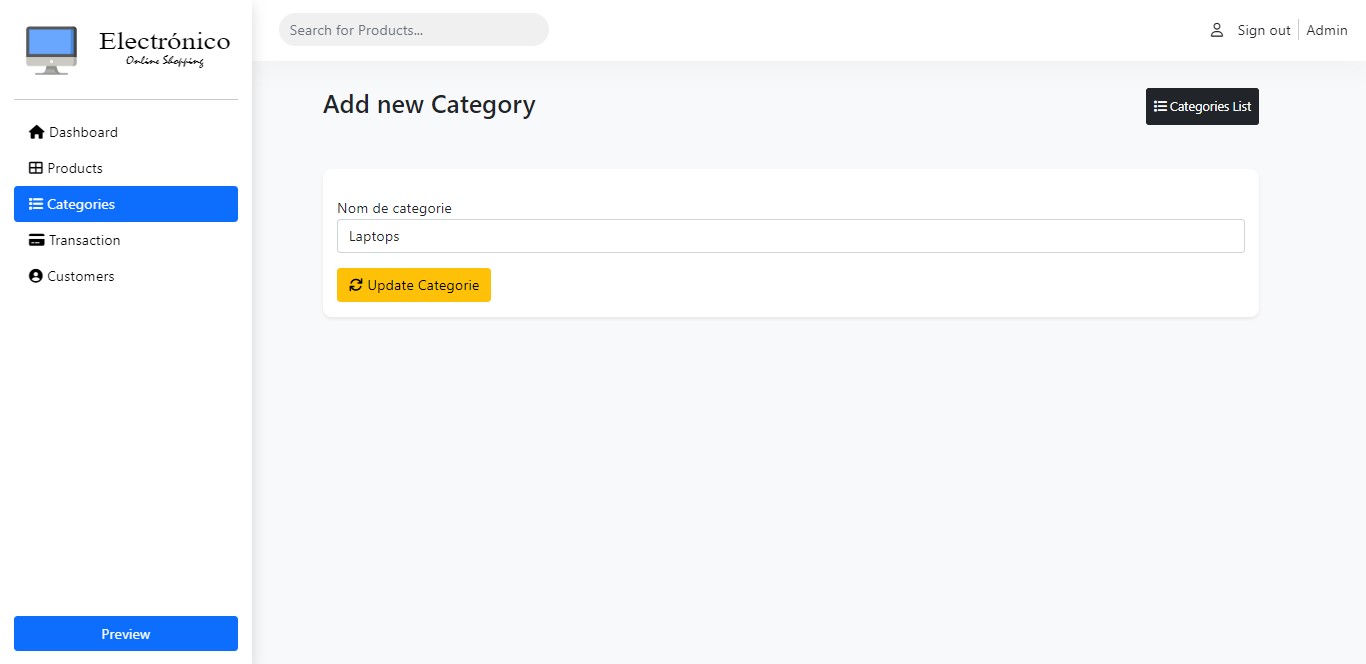 Electrónico
Online Shopping
Search for Products...
Sign out
Admin
Dashboard
Products
Categories
Transaction
Customers
Preview
Add new Category
Categories List
Nom de categorie
Laptops
Update Categorie